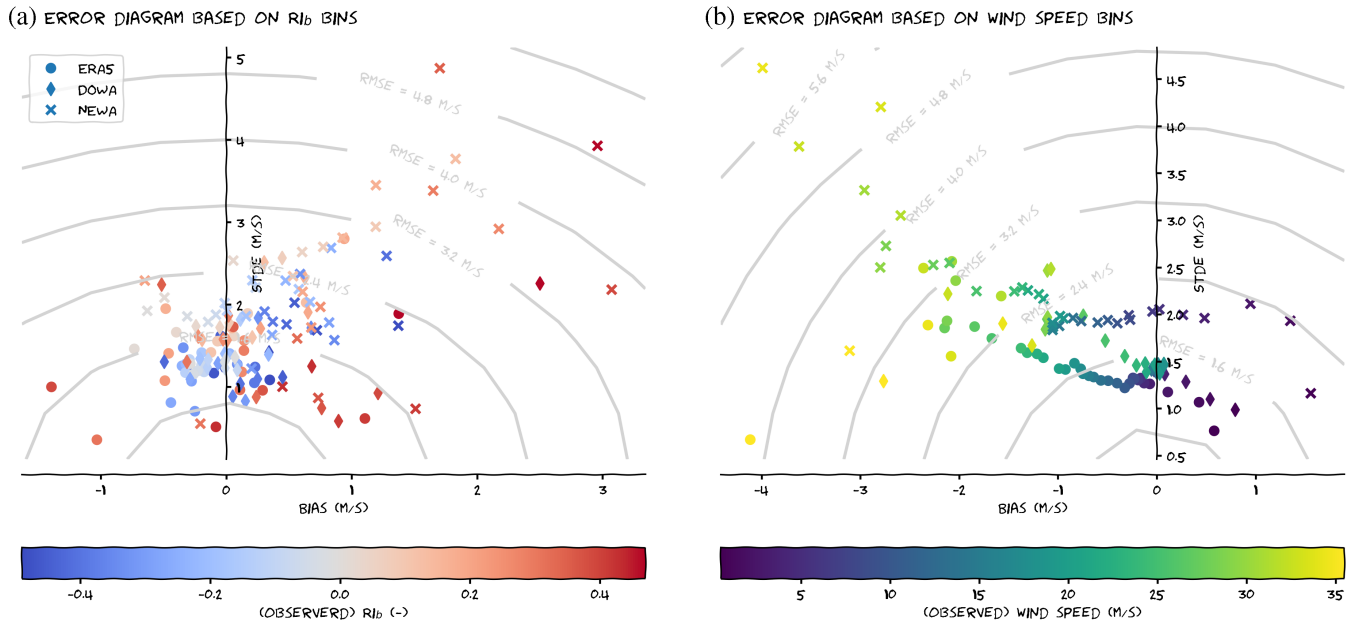 (a) ERROR DIAGRAM BASED ON RIb BINS
ERA5
DOWA
NEWA
5
4
3
2
1
STDE (M/S)
RMSE = 4.8 M/S
RMSE = 4.0 M/S
RMSE = 3.2 M/S
-1
0
1
2
3
BIAS (M/S)
-0.4
-0.2
0.0
0.2
0.4
(OBSERVERD) RIb (-)
(b) ERROR DIAGRAM BASED ON WIND SPEED BINS
RMSE = 5.6 M/S
RMSE = 4.8 M/S
RMSE = 4.0 M/S
RMSE = 3.2 M/S
RMSE = 2.4 M/S
RMSE = 1.6 M/S
4.5
4.0
3.5
3.0
2.5
2.0
1.5
1.0
0.5
STDE (M/S)
-4
-3
-2
-1
0
1
BIAS (M/S)
5
10
15
20
25
30
35
(OBSERVED) WIND SPEED (M/S)